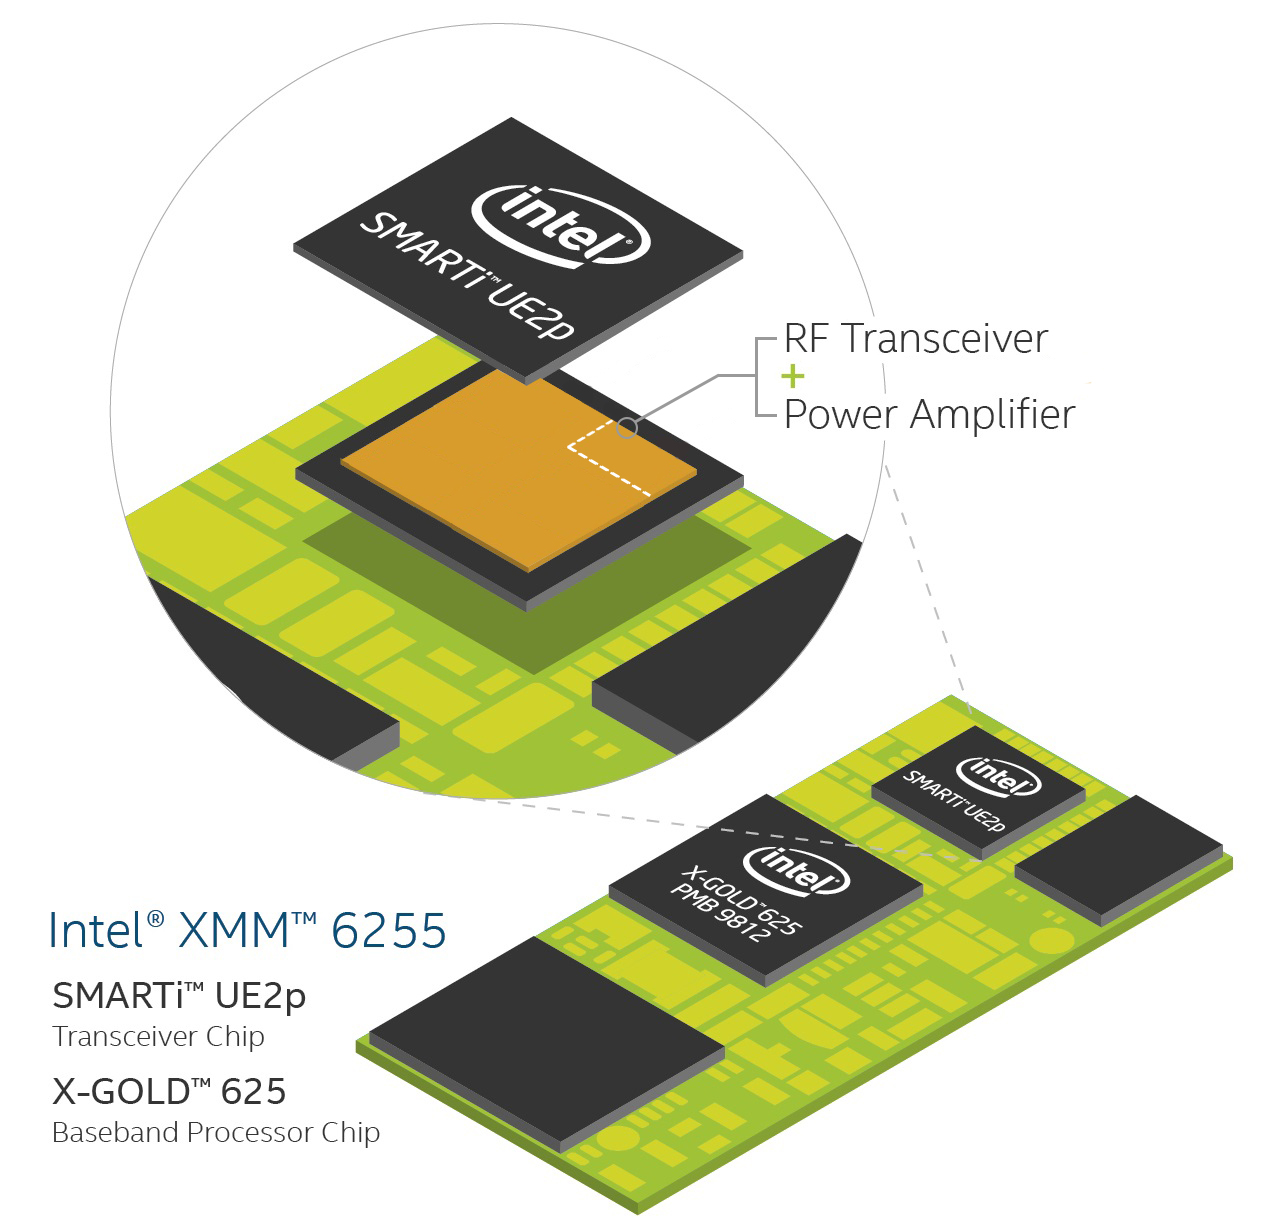 intel®
SMARTi™ UE2p
RF Transceiver
+
Power Amplifier
intel®
SMARTi™ UE2p
intel®
X-GOLD™ 625
PMB 9812
Intel® XMM™ 6255
SMARTi™ UE2p
Transceiver Chip
X-GOLD™ 625
Baseband Processor Chip